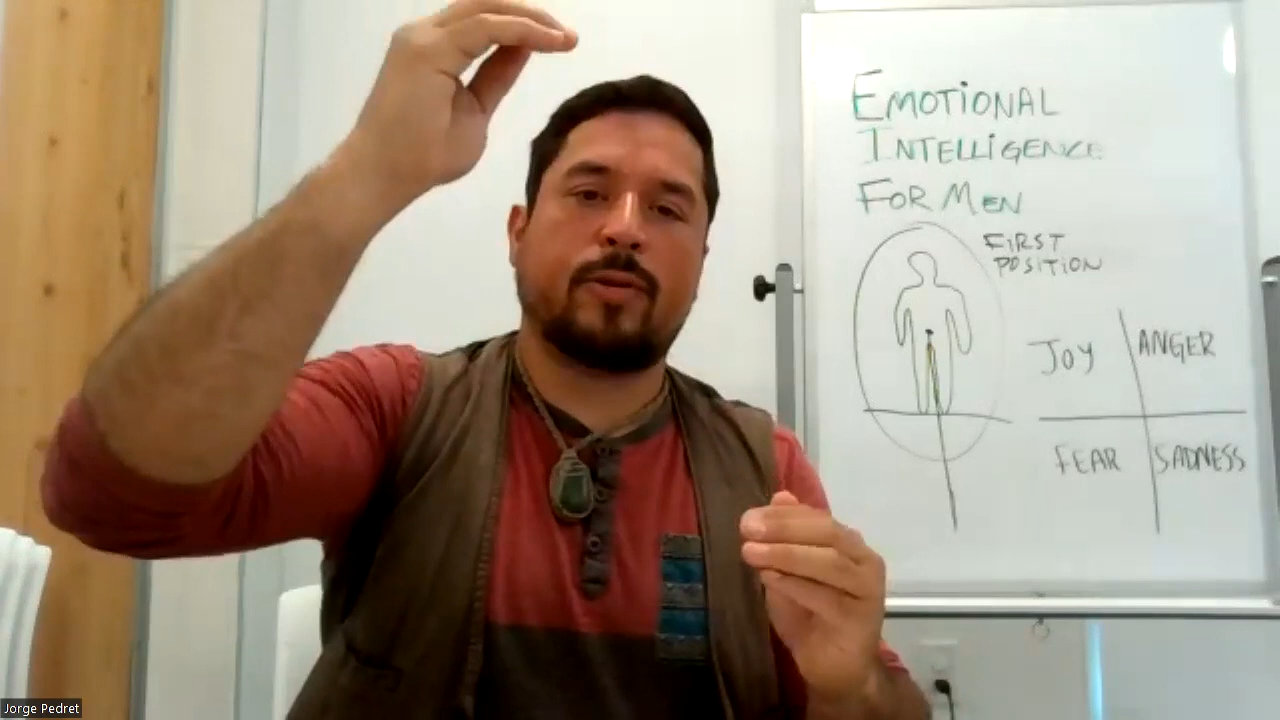 EMOTIONAL
INTELLIGENCE
FOR MEN
FIRST
POSITION
JOY
ANGER
FEAR
SADNESS
Jorge Pedret